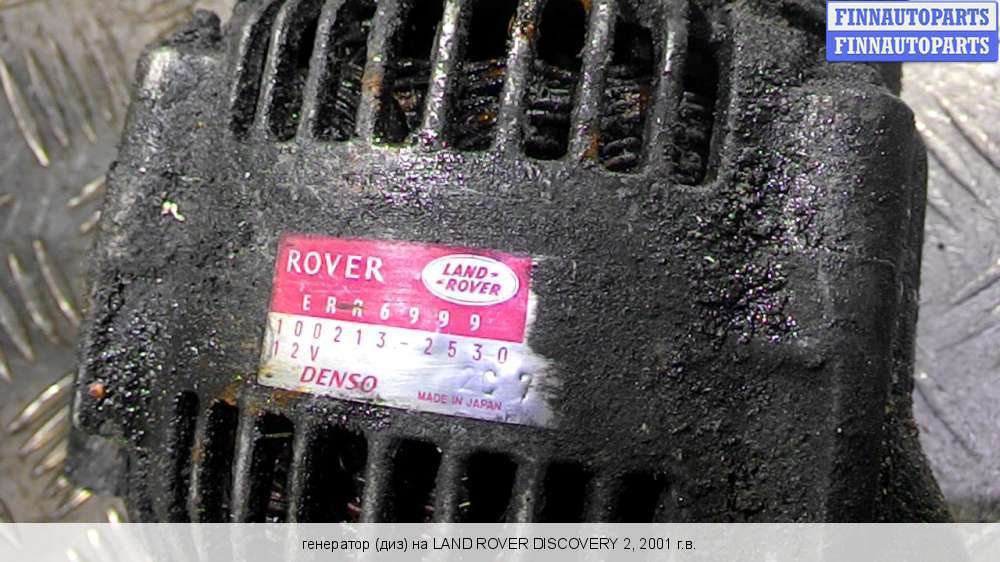 FINNAUTOPARTS
FINNAUTOPARTS
ROVER
LAND-
-ROVER
ERR6999
100213-2530
12V
DENSO
MADE IN JAPAN
генератор (диз) на LAND ROVER DISCOVERY 2, 2001 г.в.